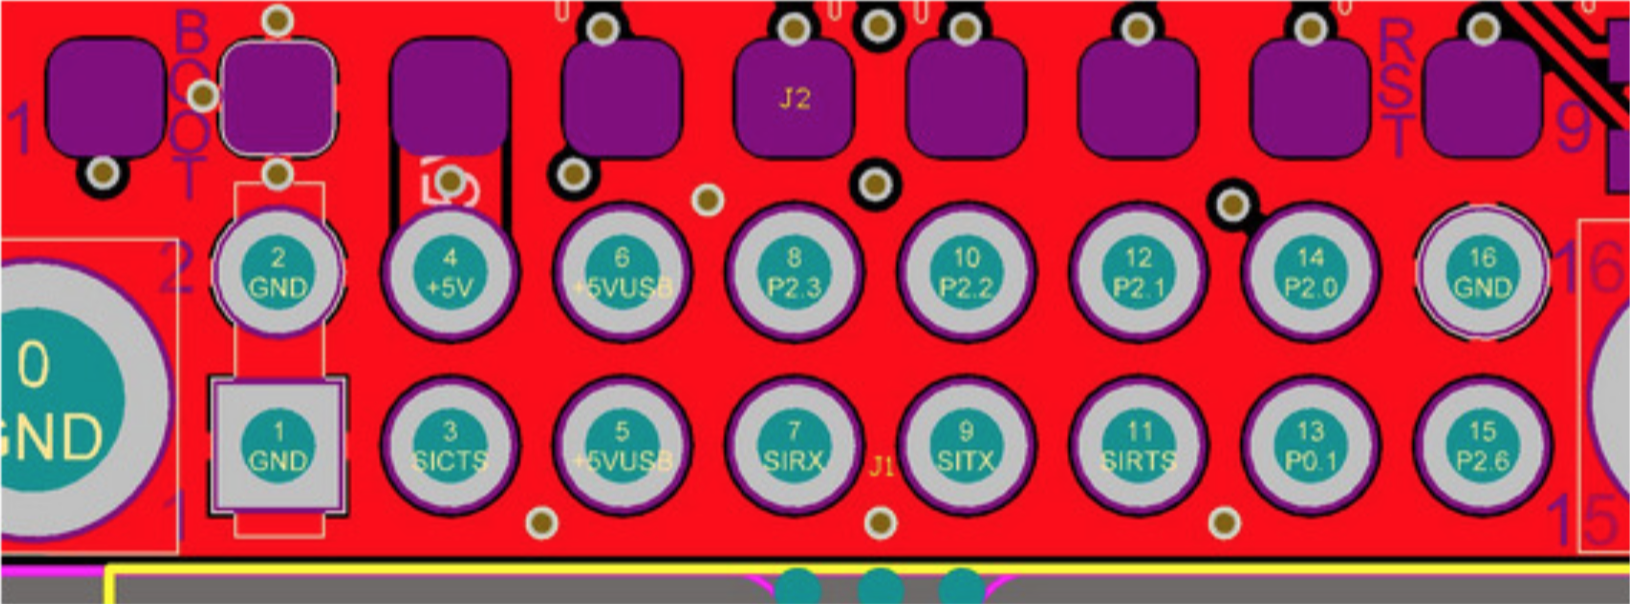 BOOT
J2
RST
1
9
5
2
2
GND
4
+5V
6
+5VUSB
8
P2.3
10
P2.2
12
P2.1
14
P2.0
16
GND
16
0
GND
1
1
GND
3
SICTS
5
+5VUSB
7
SIRX
J1
9
SITX
11
SIRTS
13
P0.1
15
P2.6
15